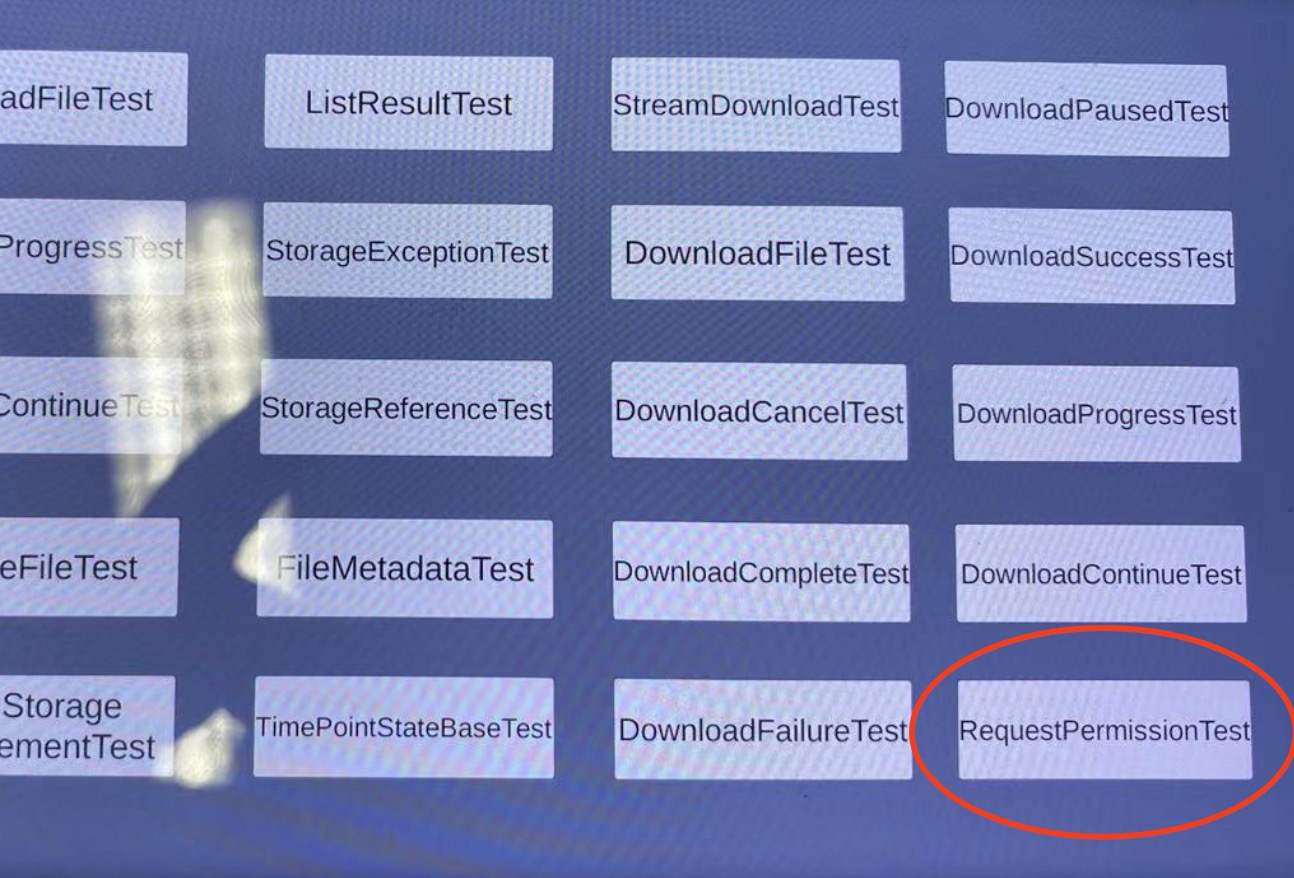 adFileTest
ListResultTest
StreamDownloadTest
DownloadPausedTest
ProgressTest
StorageExceptionTest
DownloadFileTest
DownloadSuccessTest
ContinueTest
StorageReferenceTest
DownloadCancelTest
DownloadProgressTest
eFileTest
FileMetadataTest
DownloadCompleteTest
DownloadContinueTest
Storage
ementTest
TimePointStateBaseTest
DownloadFailureTest
RequestPermissionTest